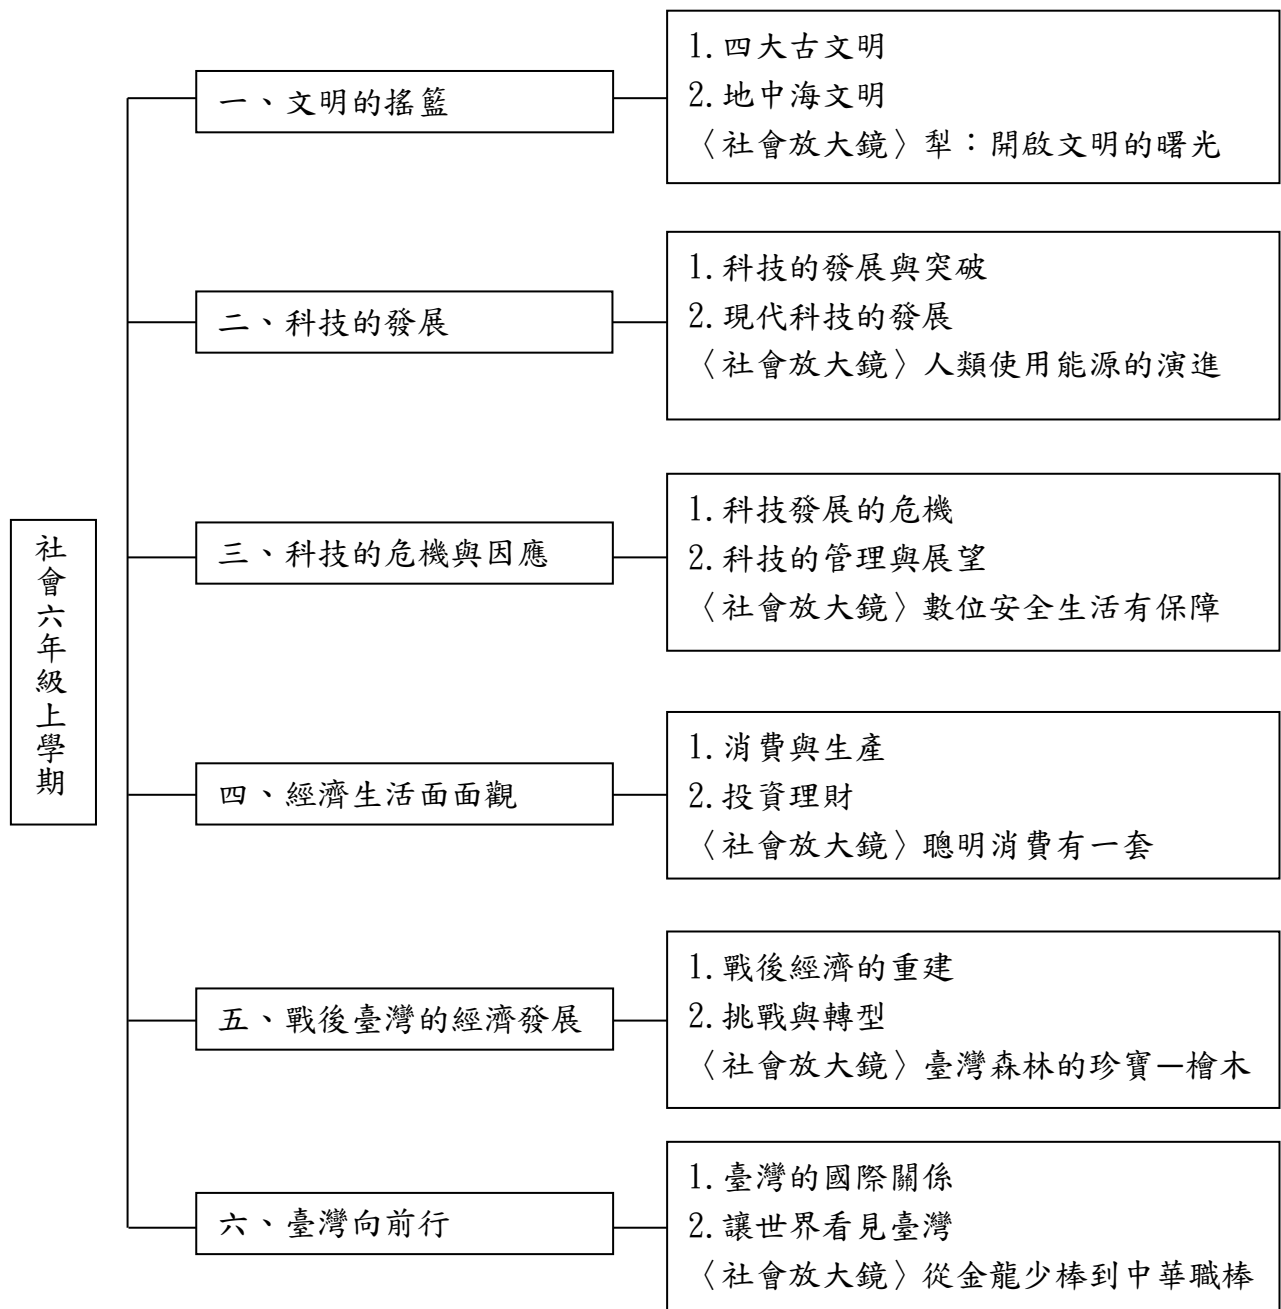 社會六年級上學期
一、文明的搖籃
1.四大古文明
2.地中海文明
〈社會放大鏡〉犁：開啟文明的曙光
二、科技的發展
1.科技的發展與突破
2.現代科技的發展
〈社會放大鏡〉人類使用能源的演進
三、科技的危機與因應
1.科技發展的危機
2.科技的管理與展望
〈社會放大鏡〉數位安全生活有保障
四、經濟生活面面觀
1.消費與生產
2.投資理財
〈社會放大鏡〉聰明消費有一套
五、戰後臺灣的經濟發展
1.戰後經濟的重建
2.挑戰與轉型
〈社會放大鏡〉臺灣森林的珍寶—檜木
六、臺灣向前行
1.臺灣的國際關係
2.讓世界看見臺灣
〈社會放大鏡〉從金龍少棒到中華職棒